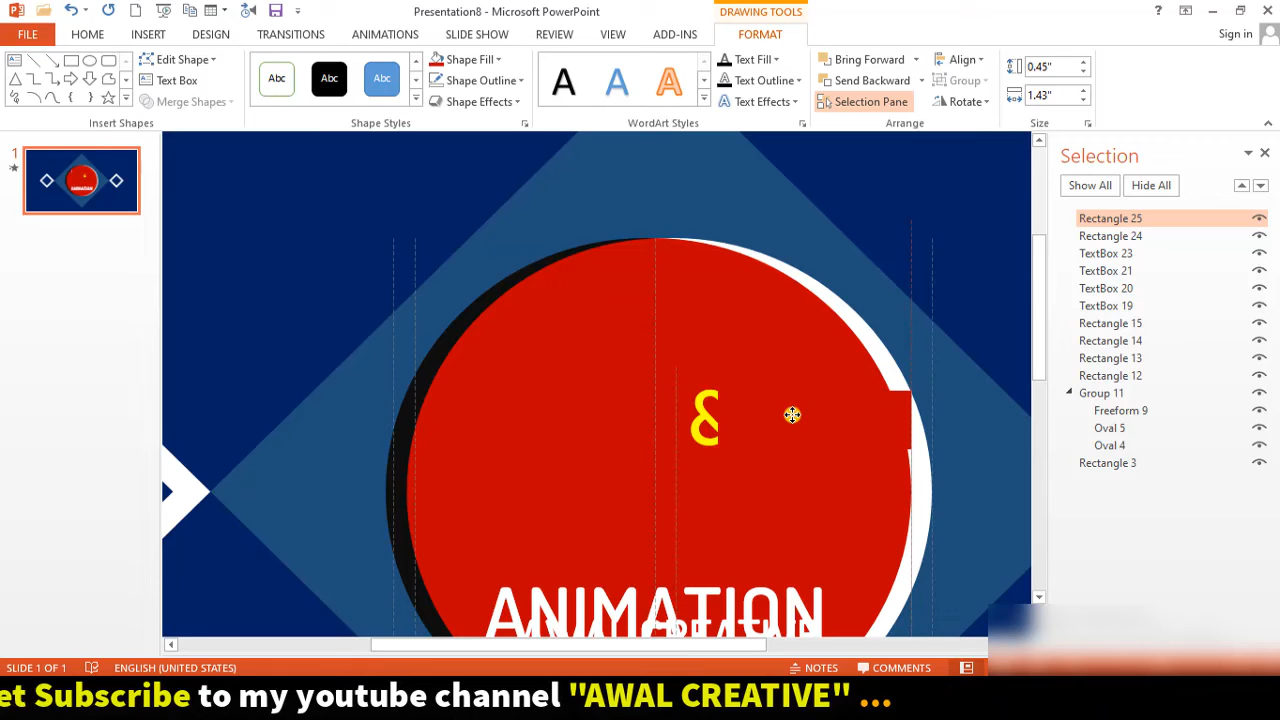 Presentation8 - Microsoft PowerPoint
DRAWING TOOLS
?
FILE
HOME
INSERT
DESIGN
TRANSITIONS
ANIMATIONS
SLIDE SHOW
REVIEW
VIEW
ADD-INS
FORMAT
Sign in
Edit Shape
Text Box
Merge Shapes
Insert Shapes
Abc
Abc
Abc
Shape Fill
Shape Outline
Shape Effects
Shape Styles
A A A
Text Fill
Text Outline
Text Effects
WordArt Styles
Bring Forward
Send Backward
Selection Pane
Align
Group
Rotate
Arrange
0.45"
1.43"
Size
1
ANIMATION
Selection
Show All
Hide All
Rectangle 25
Rectangle 24
TextBox 23
TextBox 21
TextBox 20
TextBox 19
Rectangle 15
Rectangle 14
Rectangle 13
Rectangle 12
Group 11
Freeform 9
Oval 5
Oval 4
Rectangle 3
&
ANIMATION
AWAL CREATIVE
SLIDE 1 OF 1
ENGLISH (UNITED STATES)
NOTES
COMMENTS
et Subscribe to my youtube channel "AWAL CREATIVE" ...